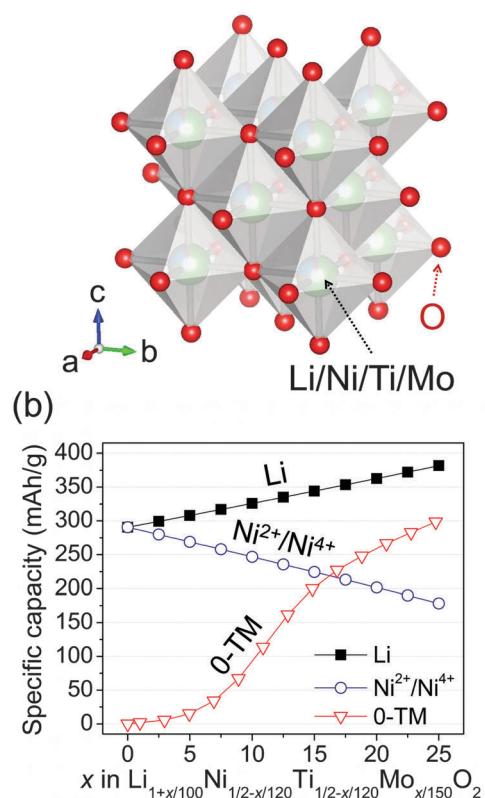 c
a
b
O
Li/Ni/Ti/Mo
(b)
400
350
300
250
200
150
100
50
0
Specific capacity (mAh/g)
Li
Ni²⁺/Ni⁴⁺
0-TM
Li
Ni²⁺/Ni⁴⁺
0-TM
0 5 10 15 20 25
x in Li₁₊ₓ/₁₀₀Ni₁/₂₋ₓ/₁₂₀Ti₁/₂₋ₓ/₁₂₀Moₓ/₁₅₀O₂